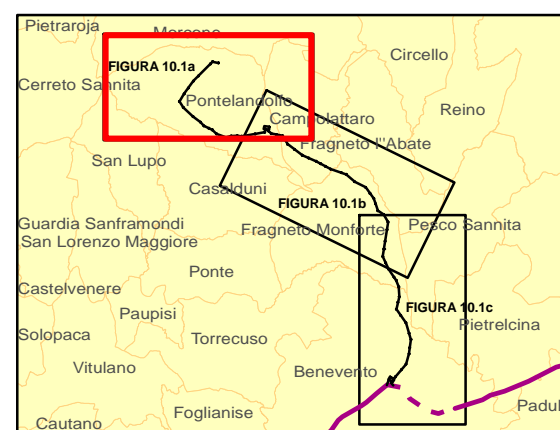 Pietraroja
Morcone
Circello
FIGURA 10.1a
Cerreto Sannita
Pontelandolfo
Reino
Campolattaro
Fragneto l''Abate
San Lupo
Casalduni
FIGURA 10.1b
Guardia Sanframondi
Fragneto Monforte
Pesco Sannita
San Lorenzo Maggiore
Ponte
Castelvenere
FIGURA 10.1c
Paupisi
Pietrelcina
Solopaca
Torrecuso
Vitulano
Benevento
Foglianise
Padul
Cautano